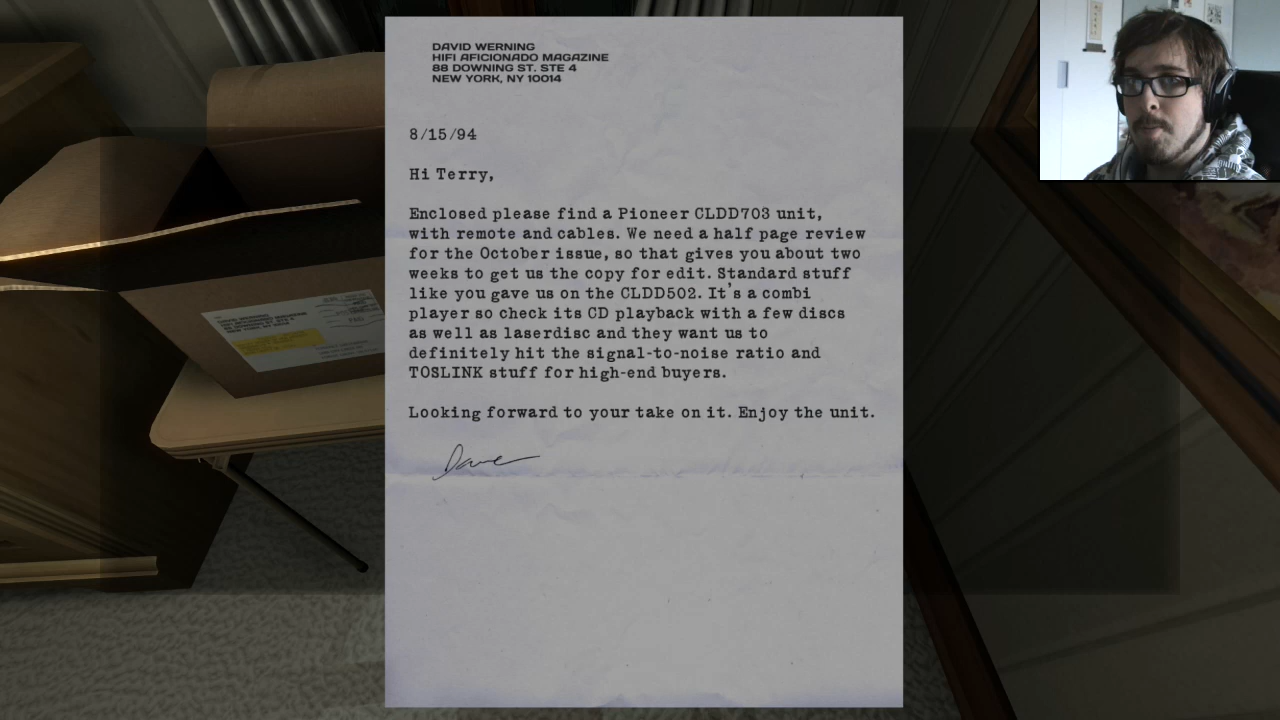 DAVID WERNING
HIFI AFICIONADO MAGAZINE
88 DOWNING ST. STE 4
NEW YORK, NY 10014
8/15/94
Hi Terry,
Enclosed please find a Pioneer CLDD703 unit,
with remote and cables. We need a half page review
for the October issue, so that gives you about two
weeks to get us the copy for edit. Standard stuff
like you gave us on the CLDD502. It's a combi
player so check its CD playback with a few discs
as well as laserdisc and they want us to
definitely hit the signal-to-noise ratio and
TOSLINK stuff for high-end buyers.
Looking forward to your take on it. Enjoy the unit.
Dave